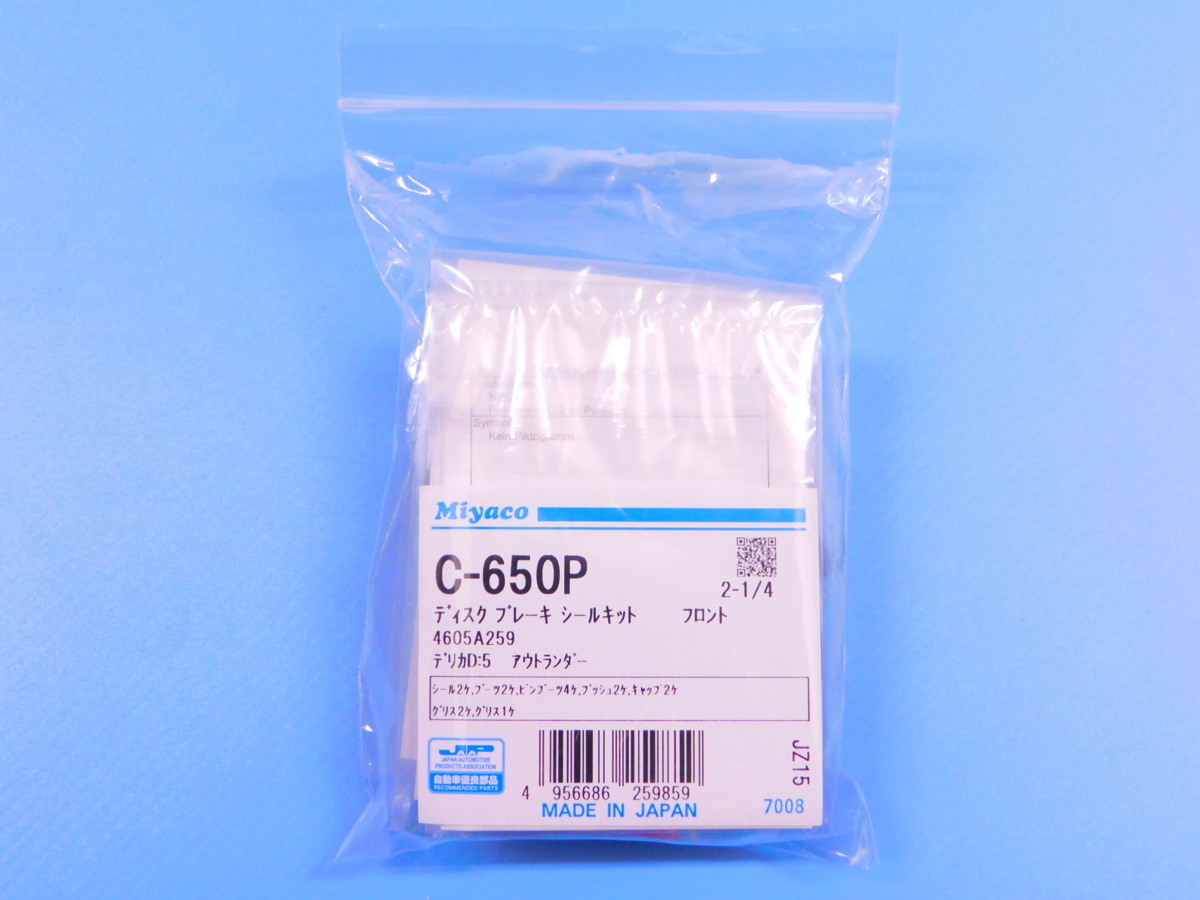 Symbol
Kein Piktogramm
Miyaco
C-650P
2-1/4
ﾃﾞｨｽｸ ﾌﾞﾚｰｷ ｼｰﾙｷｯﾄ ﾌﾛﾝﾄ
4605A259
ﾃﾞﾘｶD:5 ｱｳﾄﾗﾝﾀﾞｰ
ｼｰﾙ2ｹ,ﾌﾞｰﾂ2ｹ,ﾋﾟﾝﾌﾞｰﾂ4ｹ,ﾌﾞｯｼｭ2ｹ,ｷｬｯﾌﾟ2ｹ
ｸﾞﾘｽ2ｹ,ｸﾞﾘｽ1ｹ
JAPAN AUTOMOTIVE
PRODUCTS ASSOCIATION
自動車優良部品
RECOMMENDED PARTS
4 956686 259859
MADE IN JAPAN
JZ15
7008